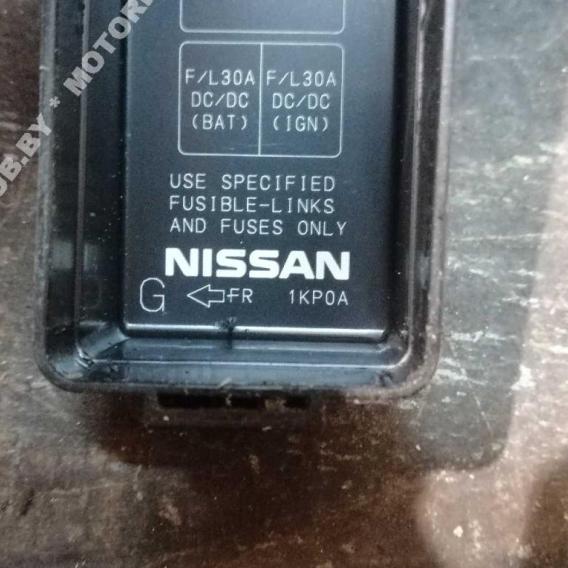 F/L30A F/L30A
DC/DC DC/DC
(BAT) (IGN)
USE SPECIFIED
FUSIBLE-LINKS
AND FUSES ONLY
NISSAN
G FR 1KP0A